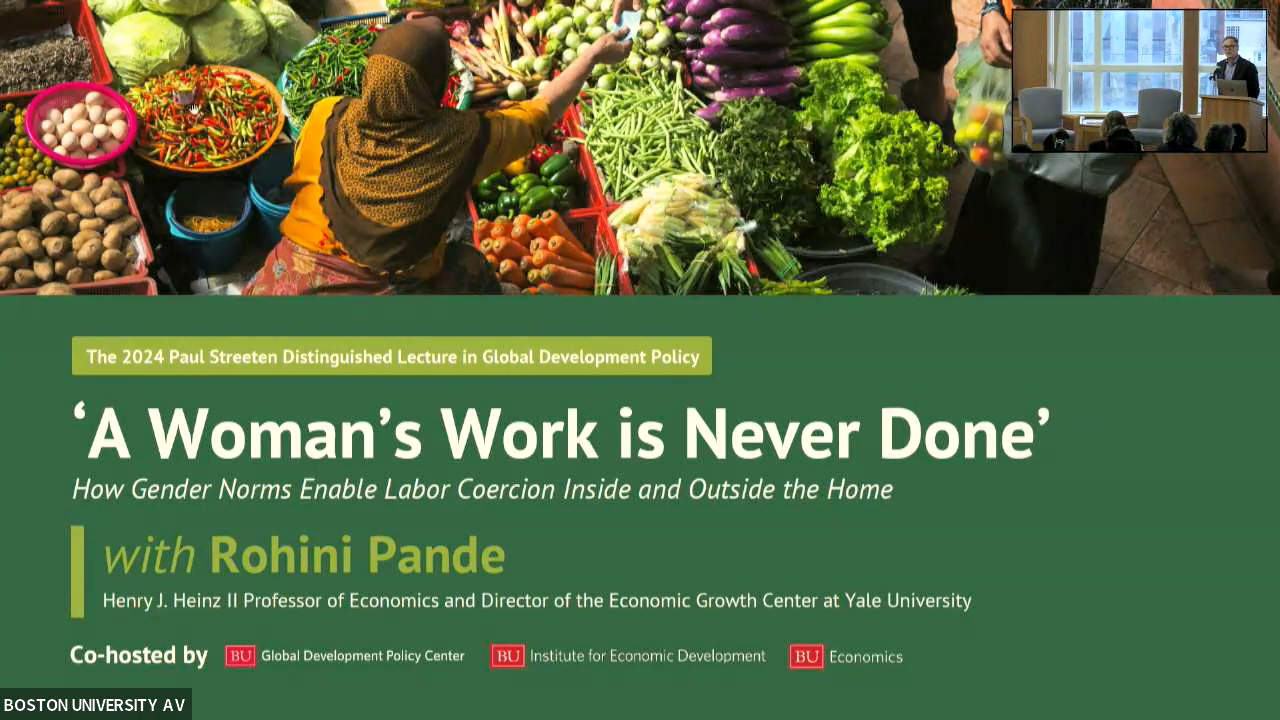 The 2024 Paul Streeten Distinguished Lecture in Global Development Policy
‘A Woman’s Work is Never Done’
How Gender Norms Enable Labor Coercion Inside and Outside the Home
with Rohini Pande
Henry J. Heinz II Professor of Economics and Director of the Economic Growth Center at Yale University
Co-hosted by BU Global Development Policy Center BU Institute for Economic Development BU Economics
BOSTON UNIVERSITY AV